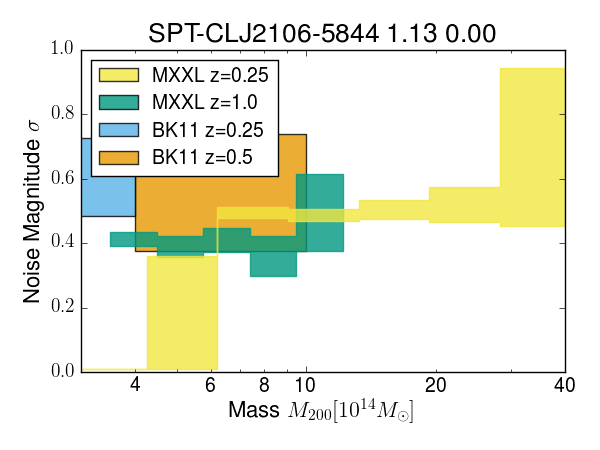 SPT-CLJ2106-5844 1.13 0.00
1.0
0.8
0.6
0.4
0.2
0.0
Noise Magnitude σ
MXXL z=0.25
MXXL z=1.0
BK11 z=0.25
BK11 z=0.5
4 6 8 10 20 40
Mass M₂₀₀[10¹⁴M☉]